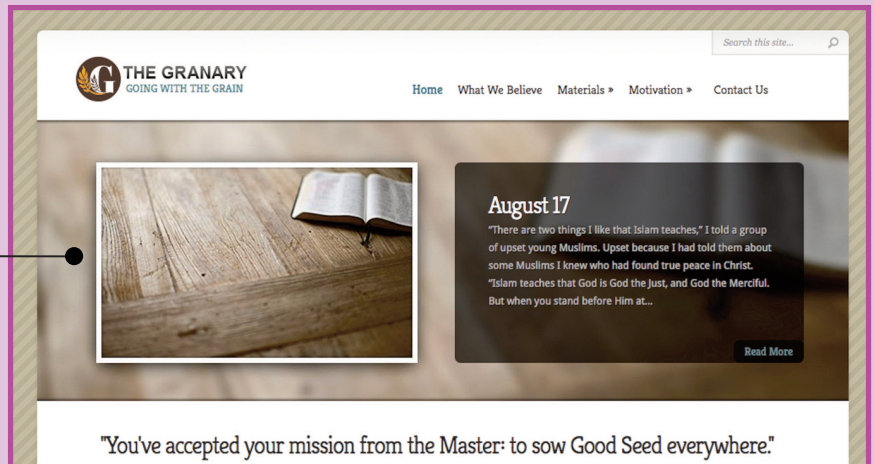 Search this site...
THE GRANARY
GOING WITH THE GRAIN
Home What We Believe Materials » Motivation » Contact Us
August 17
"There are two things I like that Islam teaches," I told a group
of upset young Muslims. Upset because I had told them about
some Muslims I knew who had found true peace in Christ.
"Islam teaches that God is God the Just, and God the Merciful.
But when you stand before Him at...
Read More
"You've accepted your mission from the Master: to sow Good Seed everywhere."